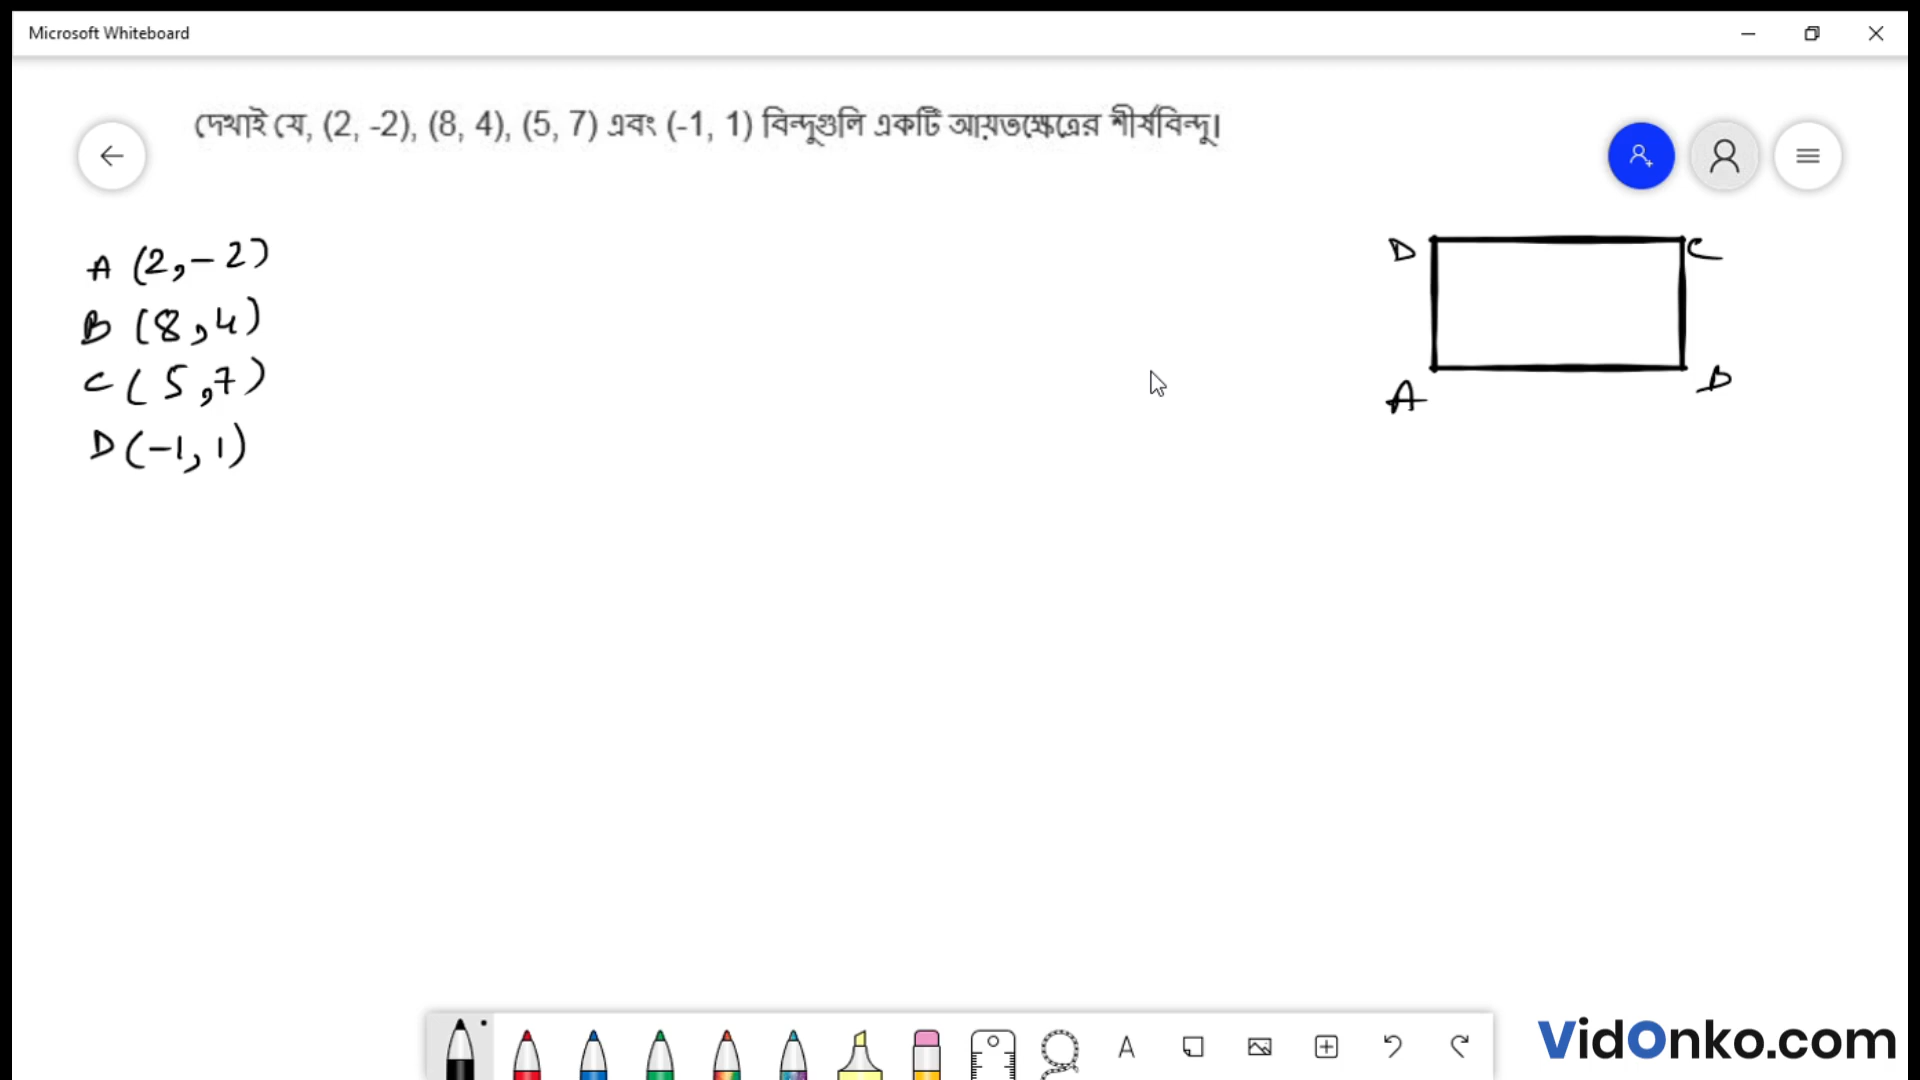 Microsoft Whiteboard
দেখাই যে, (2, -2), (8, 4), (5, 7) এবং (-1, 1) বিন্দুগুলি একটি আয়তক্ষেত্রের শীর্ষবিন্দু।
A (2, -2)
B (8, 4)
C (5, 7)
D (-1, 1)
D C
A B
A
VidOnko.com